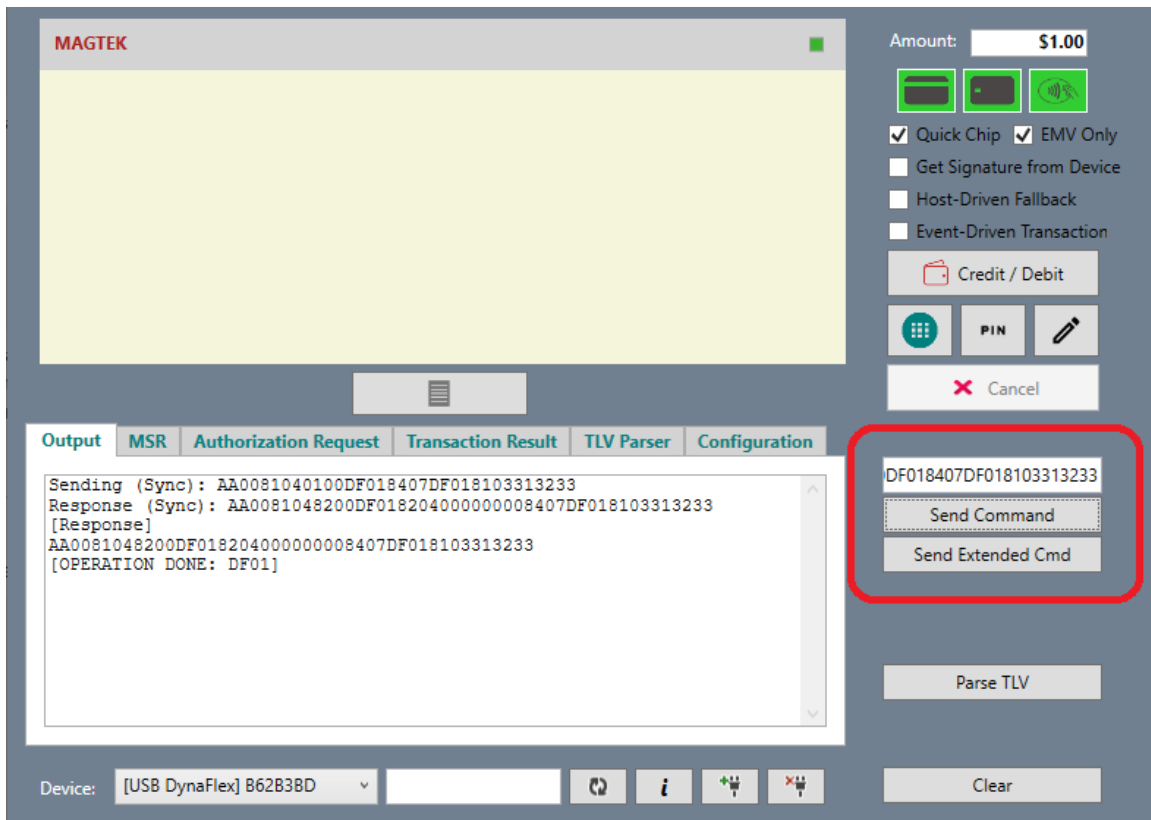 MAGTEK
Amount: $1.00
Quick Chip EMV Only
Get Signature from Device
Host-Driven Fallback
Event-Driven Transaction
Credit / Debit
PIN
Cancel
Output MSR Authorization Request Transaction Result TLV Parser Configuration
Sending (Sync): AA0081040100DF018407DF018103313233
Response (Sync): AA0081048200DF018204000000008407DF018103313233
[Response]
AA0081048200DF018204000000008407DF018103313233
[OPERATION DONE: DF01]
DF018407DF018103313233
Send Command
Send Extended Cmd
Parse TLV
Device: [USB DynaFlex] B62B3BD
i
Clear